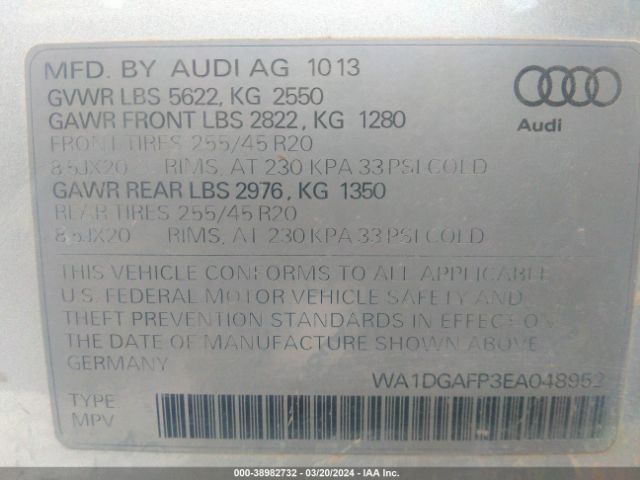 MFD. BY AUDI AG 1013
GVWR LBS 5622, KG 2550
GAWR FRONT LBS 2822, KG 1280
FRONT TIRES 255/45 R20
8.5JX20 RIMS, AT 230 KPA 33 PSI COLD
GAWR REAR LBS 2976, KG 1350
REAR TIRES 255/45 R20
8.5JX20 RIMS, AT 230 KPA 33 PSI COLD
Audi
THIS VEHICLE CONFORMS TO ALL APPLICABLE
U.S. FEDERAL MOTOR VEHICLE SAFETY AND
THEFT PREVENTION STANDARDS IN EFFECT ON
THE DATE OF MANUFACTURE SHOWN ABOVE
GERMANY
WA1DGAFP3EA048952
TYPE
MPV
000-38982732 - 03/20/2024 - IAA Inc.